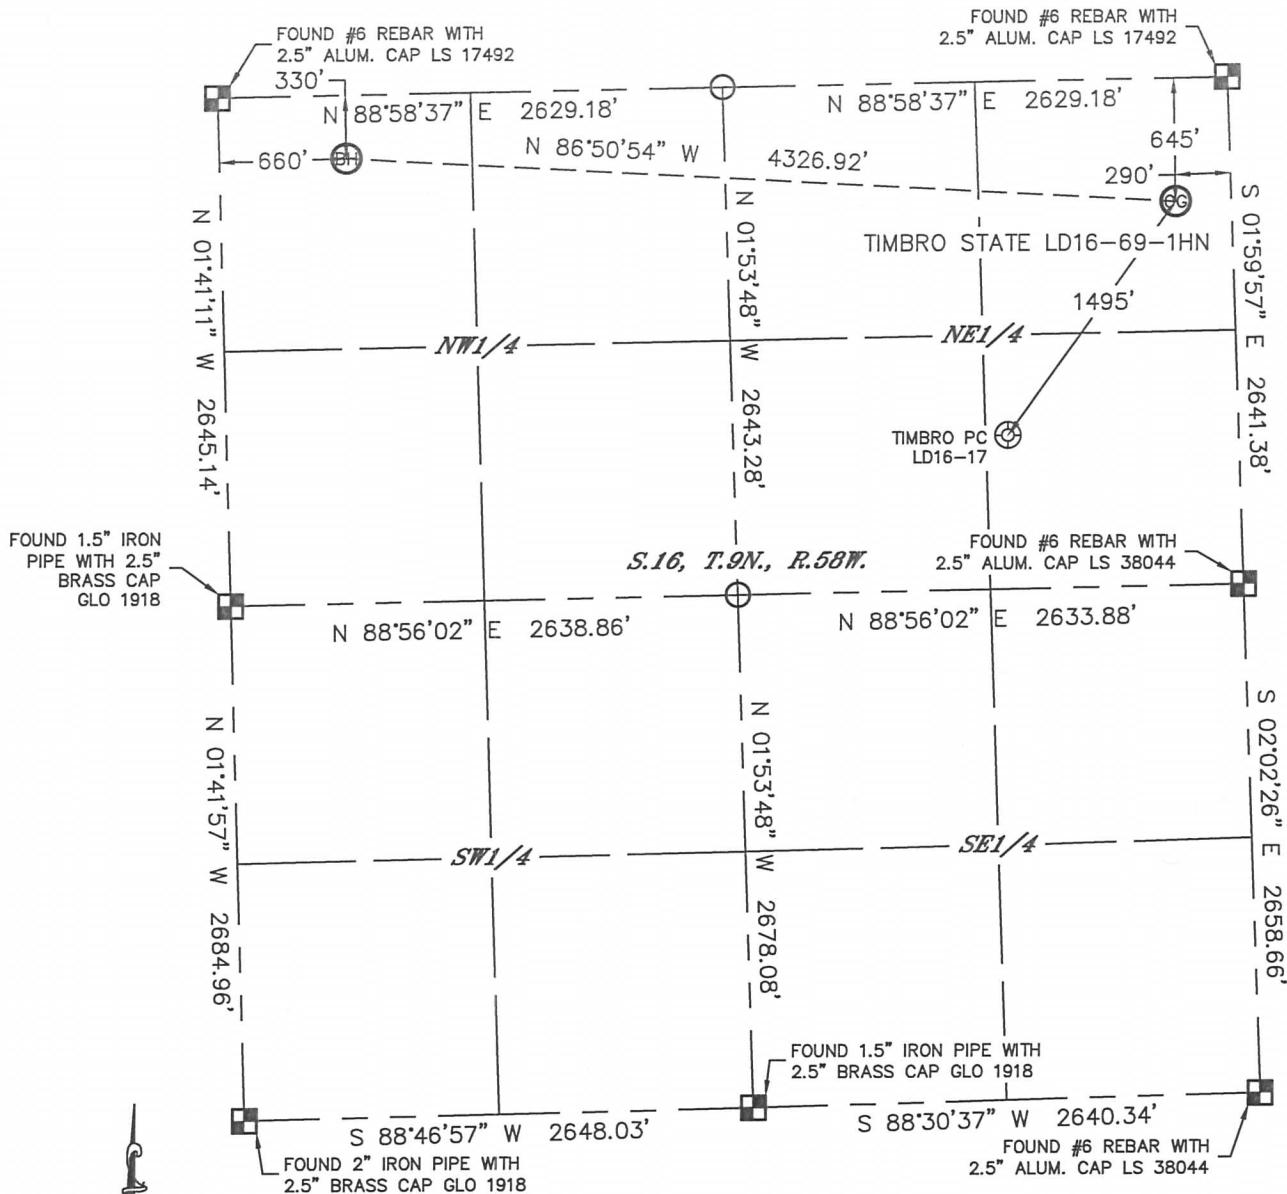 FOUND #6 REBAR WITH
2.5" ALUM. CAP LS 17492
FOUND #6 REBAR WITH
2.5" ALUM. CAP LS 17492
330'
N 88°58'37" E 2629.18'
N 88°58'37" E 2629.18'
660'
BH
N 86°50'54" W 4326.92'
645'
290'
TIMBRO STATE LD16-69-1HN
1495'
N 01°41'11" W 2645.14'
N 01°53'48" W 2643.28'
S 01°59'57" E 2641.38'
NW1/4
NE1/4
TIMBRO PC
LD16-17
FOUND 1.5" IRON
PIPE WITH 2.5"
BRASS CAP
GLO 1918
S.16, T.9N., R.58W.
FOUND #6 REBAR WITH
2.5" ALUM. CAP LS 38044
N 88°56'02" E 2638.86'
N 88°56'02" E 2633.88'
N 01°41'57" W 2684.96'
N 01°53'48" W 2678.08'
S 02°02'26" E 2658.66'
SW1/4
SE1/4
FOUND 1.5" IRON PIPE WITH
2.5" BRASS CAP GLO 1918
S 88°46'57" W 2648.03'
S 88°30'37" W 2640.34'
FOUND 2" IRON PIPE WITH
2.5" BRASS CAP GLO 1918
FOUND #6 REBAR WITH
2.5" ALUM. CAP LS 38044